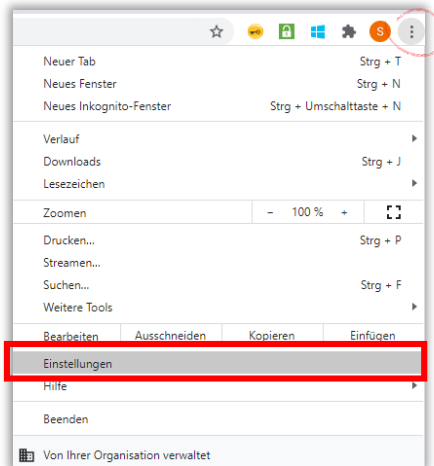 S
Neuer Tab Strg + T
Neues Fenster Strg + N
Neues Inkognito-Fenster Strg + Umschalttaste + N
Verlauf
Downloads Strg + J
Lesezeichen
Zoomen - 100 % +
Drucken... Strg + P
Streamen...
Suchen... Strg + F
Weitere Tools
Bearbeiten Ausschneiden Kopieren Einfügen
Einstellungen
Hilfe
Beenden
Von Ihrer Organisation verwaltet